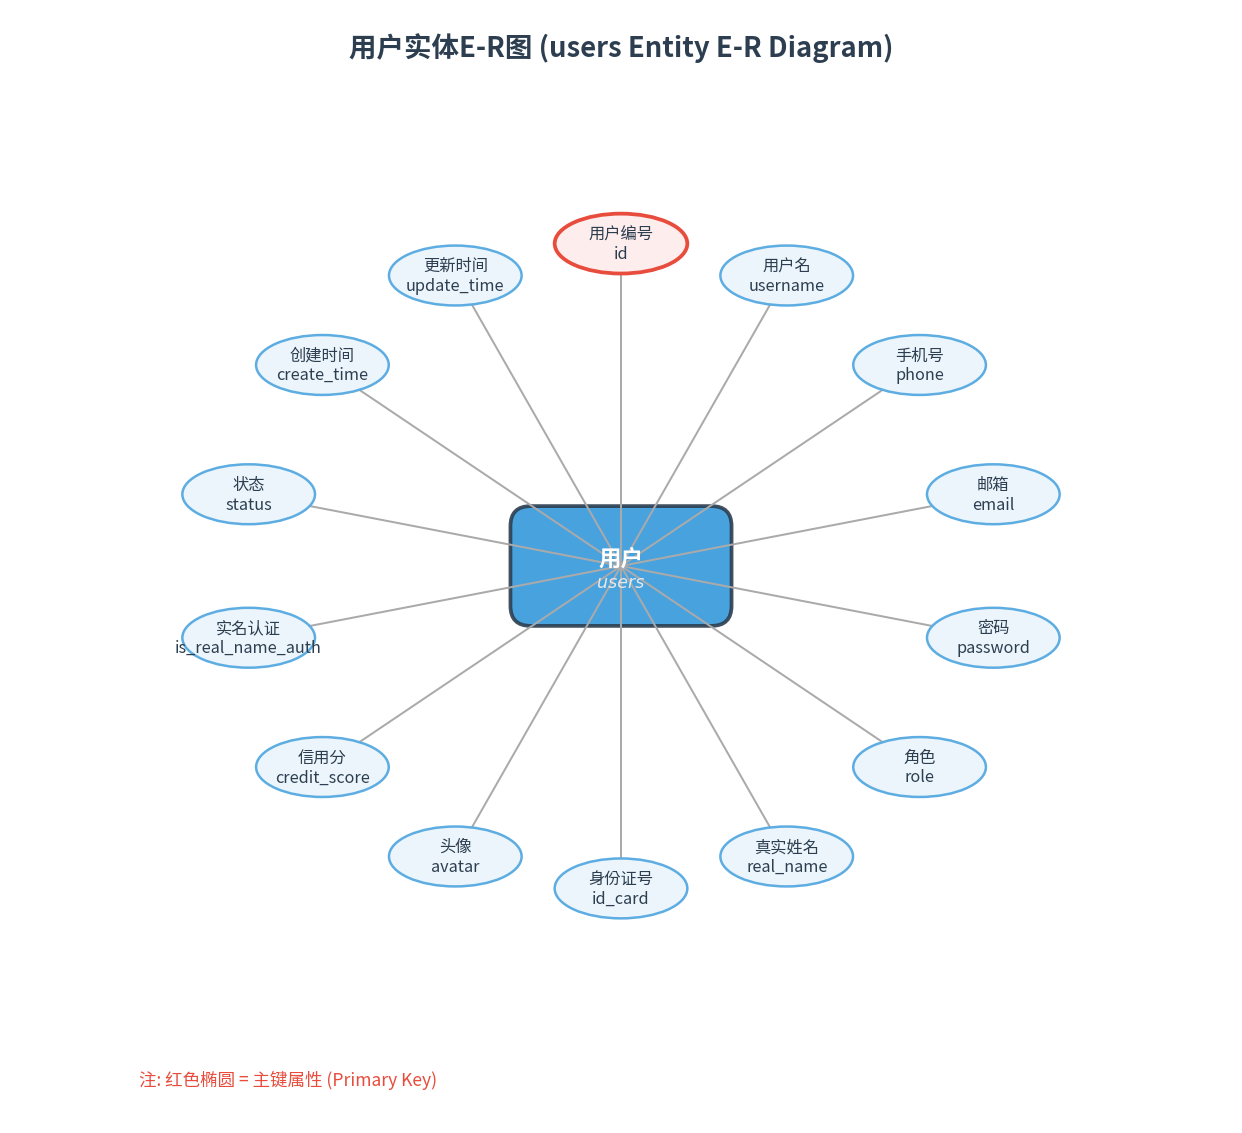 用户实体E-R图 (users Entity E-R Diagram)
用户编号
id
更新时间
update_time
用户名
username
创建时间
create_time
手机号
phone
状态
status
邮箱
email
用户
users
实名认证
is_real_name_auth
密码
password
信用分
credit_score
角色
role
头像
avatar
真实姓名
real_name
身份证号
id_card
注: 红色椭圆 = 主键属性 (Primary Key)